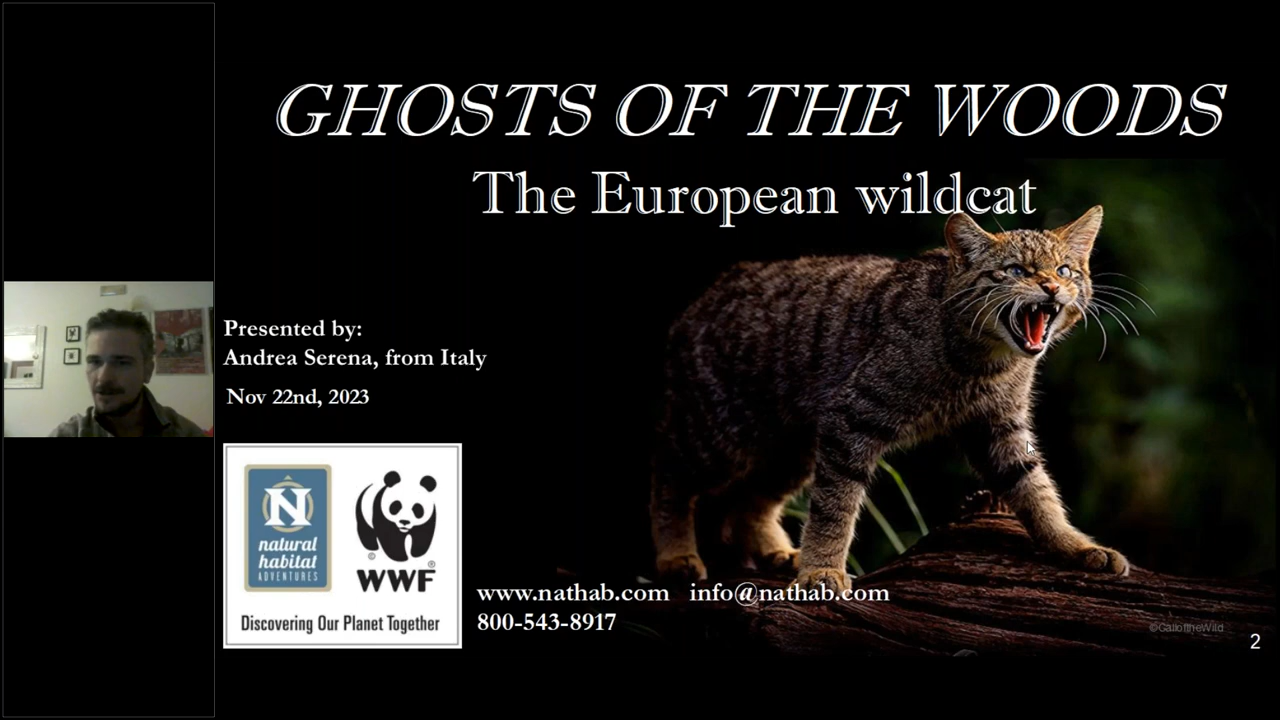 GHOSTS OF THE WOODS
The European wildcat
Presented by:
Andrea Serena, from Italy
Nov 22nd, 2023
N
natural
habitat
ADVENTURES
©
®
WWF
Discovering Our Planet Together
www.nathab.com info@nathab.com
800-543-8917
©CalloftheWild
2